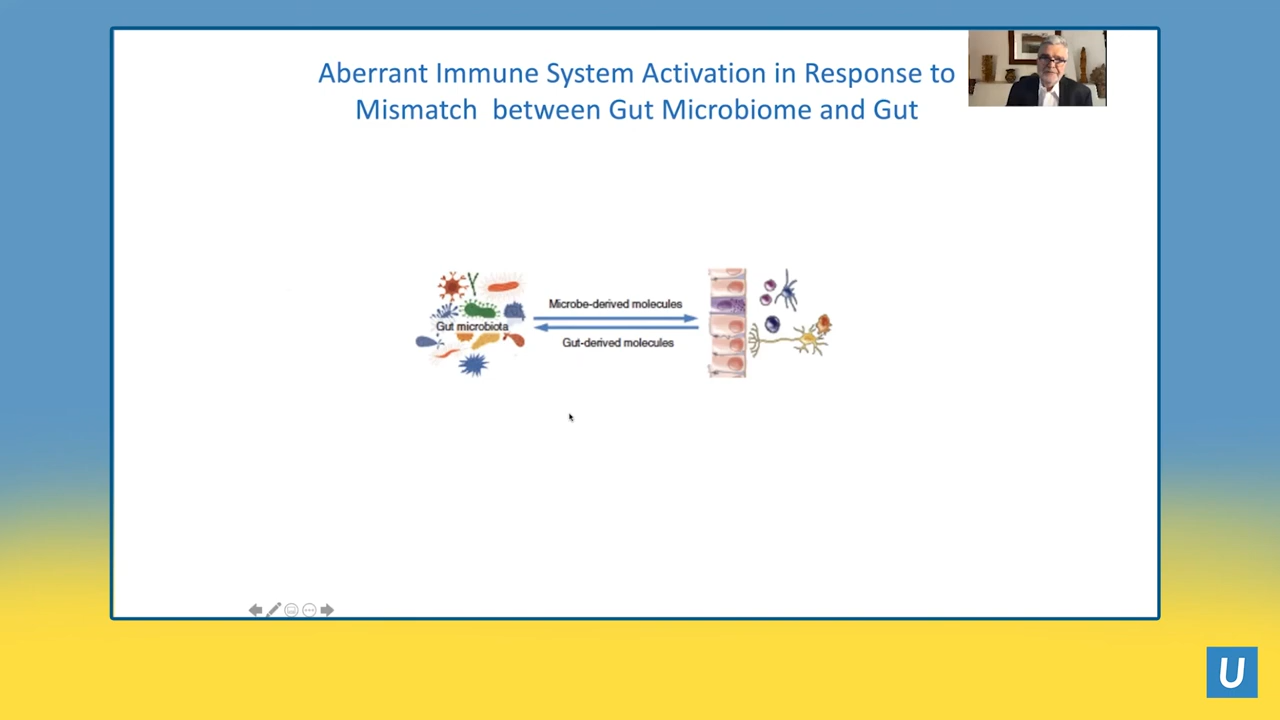 Aberrant Immune System Activation in Response to
Mismatch between Gut Microbiome and Gut
Microbe-derived molecules
Gut microbiota
Gut-derived molecules
U